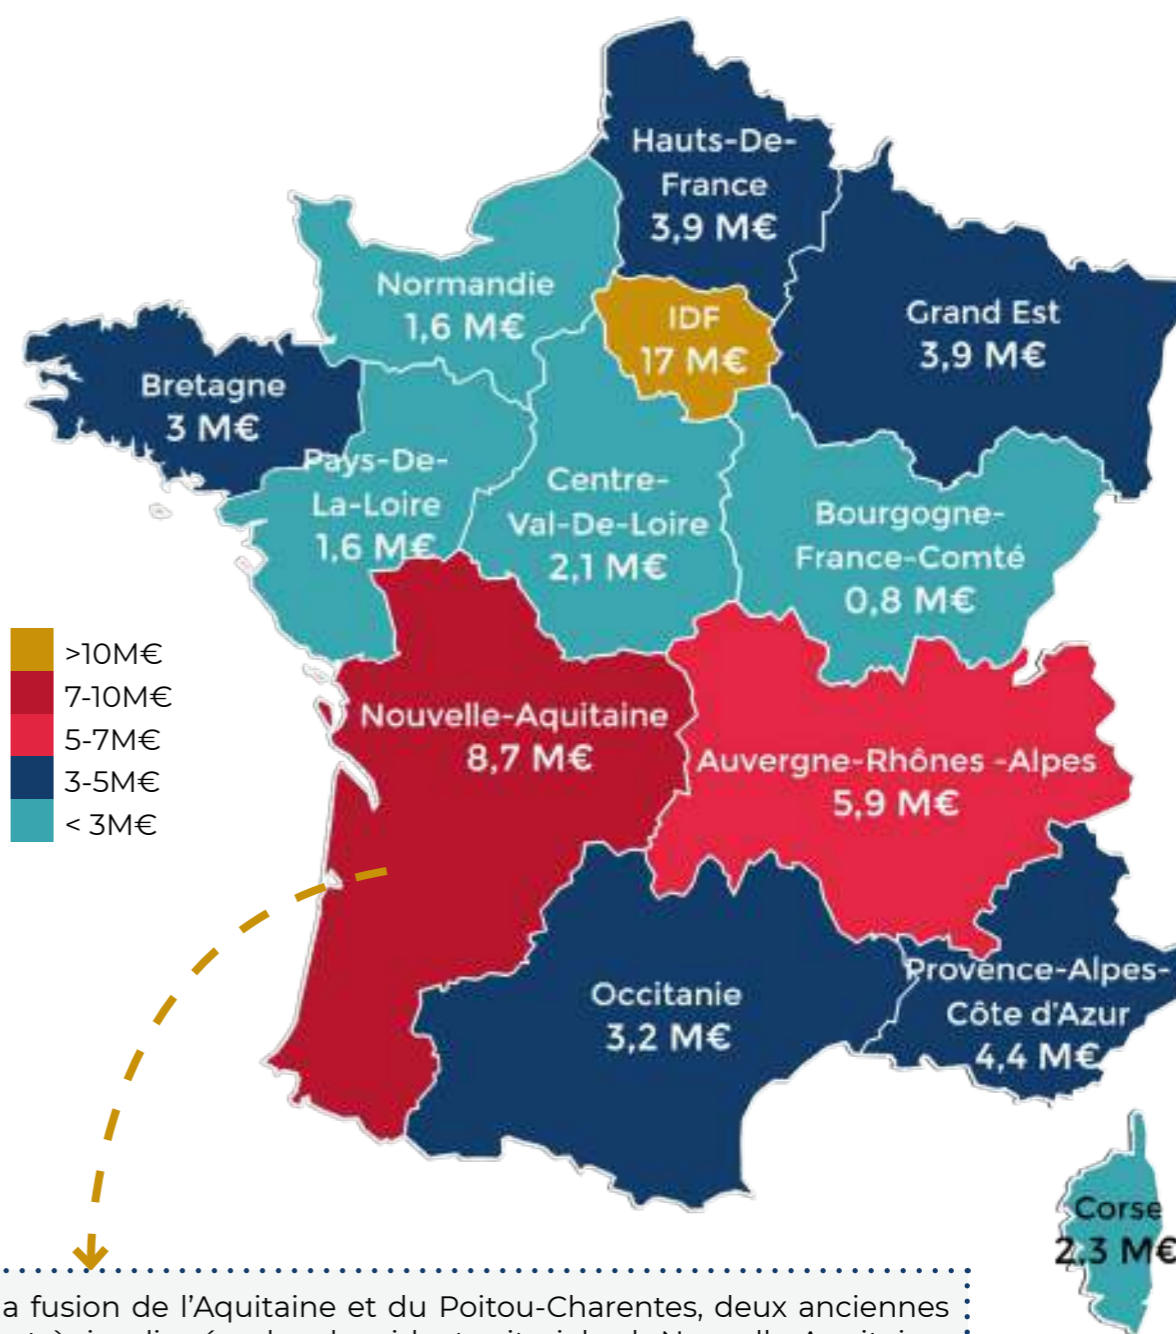 Hauts-De-
France
3,9 M€
Normandie
1,6 M€
IDF
17 M€
Grand Est
3,9 M€
Bretagne
3 M€
Pays-De-
La-Loire
1,6 M€
Centre-
Val-De-Loire
2,1 M€
Bourgogne-
France-Comté
0,8 M€
>10M€
7-10M€
5-7M€
3-5M€
< 3M€
Nouvelle-Aquitaine
8,7 M€
Auvergne-Rhônes -Alpes
5,9 M€
Occitanie
3,2 M€
Provence-Alpes-
Côte d'Azur
4,4 M€
Corse
2,3 M€
a fusion de l'Aquitaine et du Poitou-Charentes, deux anciennes